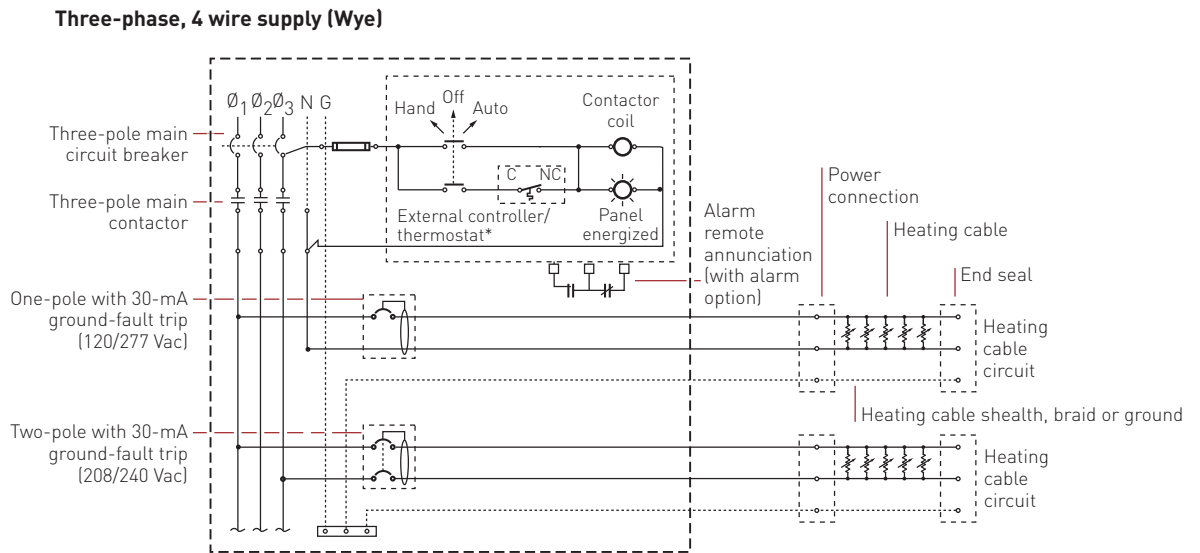 Three-phase, 4 wire supply (Wye)
Ø1 Ø2 Ø3 N G
Hand
Off
Auto
Contactor
coil
Three-pole main
circuit breaker
C NC
Three-pole main
contactor
External controller/
thermostat*
Panel
energized
Alarm
remote
annunciation
(with alarm
option)
Power
connection
Heating cable
End seal
One-pole with 30-mA
ground-fault trip
(120/277 Vac)
Heating
cable
circuit
Heating cable shealth, braid or ground
Two-pole with 30-mA
ground-fault trip
(208/240 Vac)
Heating
cable
circuit